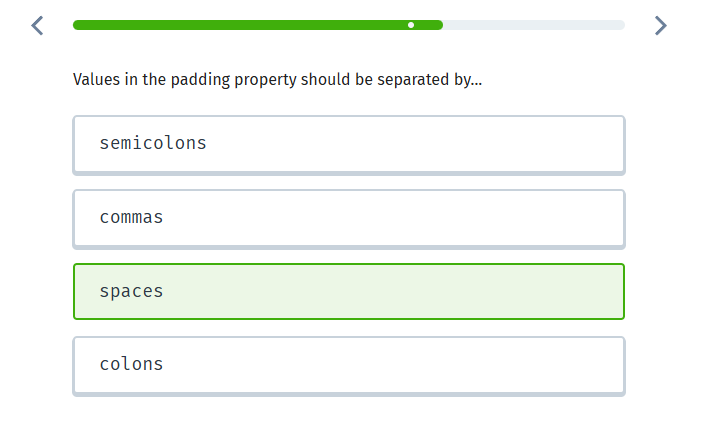 Values in the padding property should be separated by...
semicolons
commas
spaces
colons